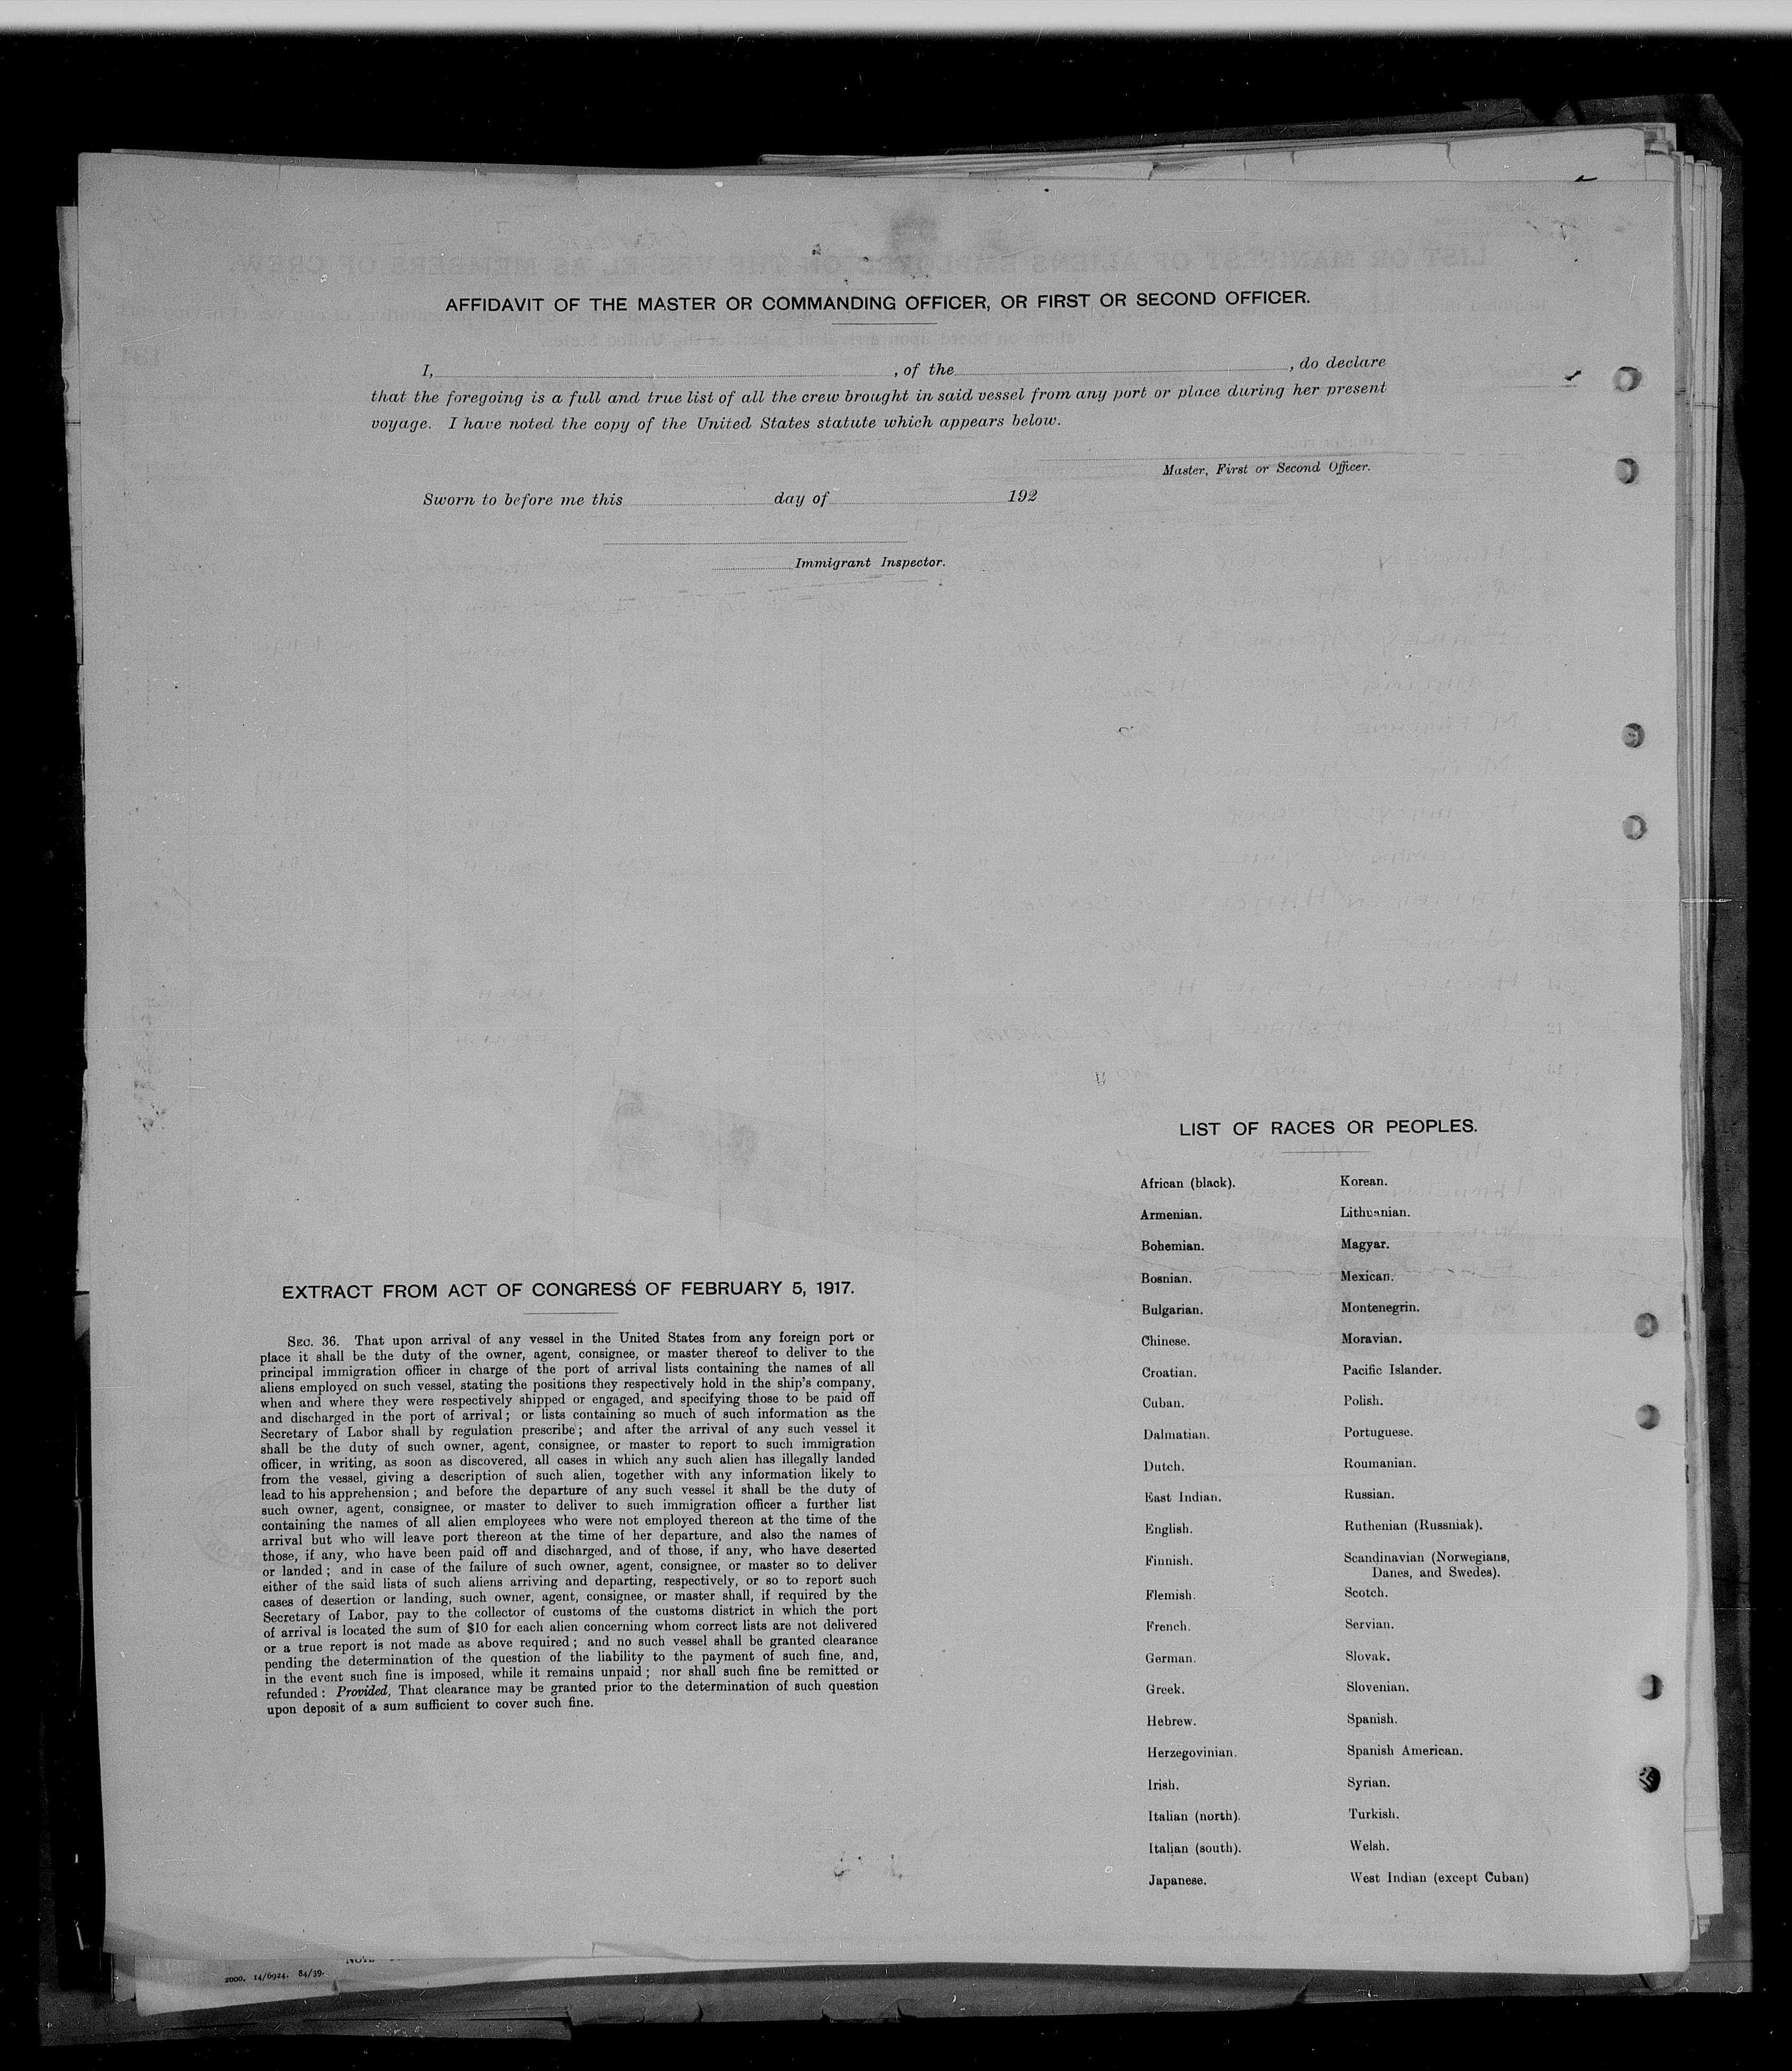 AFFIDAVIT OF THE MASTER OR COMMANDING OFFICER, OR FIRST OR SECOND OFFICER.
I, , of the , do declare
that the foregoing is a full and true list of all the crew brought in said vessel from any port or place during her present
voyage. I have noted the copy of the United States statute which appears below.
Master, First or Second Officer.
Sworn to before me this day of 192
Immigrant Inspector.
EXTRACT FROM ACT OF CONGRESS OF FEBRUARY 5, 1917.
SEC. 36. That upon arrival of any vessel in the United States from any foreign port or
place it shall be the duty of the owner, agent, consignee, or master thereof to deliver to the
principal immigration officer in charge of the port of arrival lists containing the names of all
aliens employed on such vessel, stating the positions they respectively hold in the ship's company,
when and where they were respectively shipped or engaged, and specifying those to be paid off
and discharged in the port of arrival; or lists containing so much of such information as the
Secretary of Labor shall by regulation prescribe; and after the arrival of any such vessel it
shall be the duty of such owner, agent, consignee, or master to report to such immigration
officer, in writing, as soon as discovered, all cases in which any such alien has illegally landed
from the vessel, giving a description of such alien, together with any information likely to
lead to his apprehension; and before the departure of any such vessel it shall be the duty of
such owner, agent, consignee, or master to deliver to such immigration officer a further list
containing the names of all alien employees who were not employed thereon at the time of the
arrival but who will leave port thereon at the time of her departure, and also the names of
those, if any, who have been paid off and discharged, and of those, if any, who have deserted
or landed; and in case of the failure of such owner, agent, consignee, or master so to deliver
either of the said lists of such aliens arriving and departing, respectively, or so to report such
cases of desertion or landing, such owner, agent, consignee, or master shall, if required by the
Secretary of Labor, pay to the collector of customs of the customs district in which the port
of arrival is located the sum of $10 for each alien concerning whom correct lists are not delivered
or a true report is not made as above required; and no such vessel shall be granted clearance
pending the determination of the question of the liability to the payment of such fine, and,
in the event such fine is imposed, while it remains unpaid; nor shall such fine be remitted or
refunded: Provided, That clearance may be granted prior to the determination of such question
upon deposit of a sum sufficient to cover such fine.
LIST OF RACES OR PEOPLES.
African (black).
Armenian.
Bohemian.
Bosnian.
Bulgarian.
Chinese.
Croatian.
Cuban.
Dalmatian.
Dutch.
East Indian.
English.
Finnish.
Flemish.
French.
German.
Greek.
Hebrew.
Herzegovinian.
Irish.
Italian (north).
Italian (south).
Japanese.
Korean.
Lithuanian.
Magyar.
Mexican.
Montenegrin.
Moravian.
Pacific Islander.
Polish.
Portuguese.
Roumanian.
Russian.
Ruthenian (Russniak).
Scandinavian (Norwegians,
Danes, and Swedes).
Scotch.
Servian.
Slovak.
Slovenian.
Spanish.
Spanish American.
Syrian.
Turkish.
Welsh.
West Indian (except Cuban)
2000. 14/6924. 84/39.